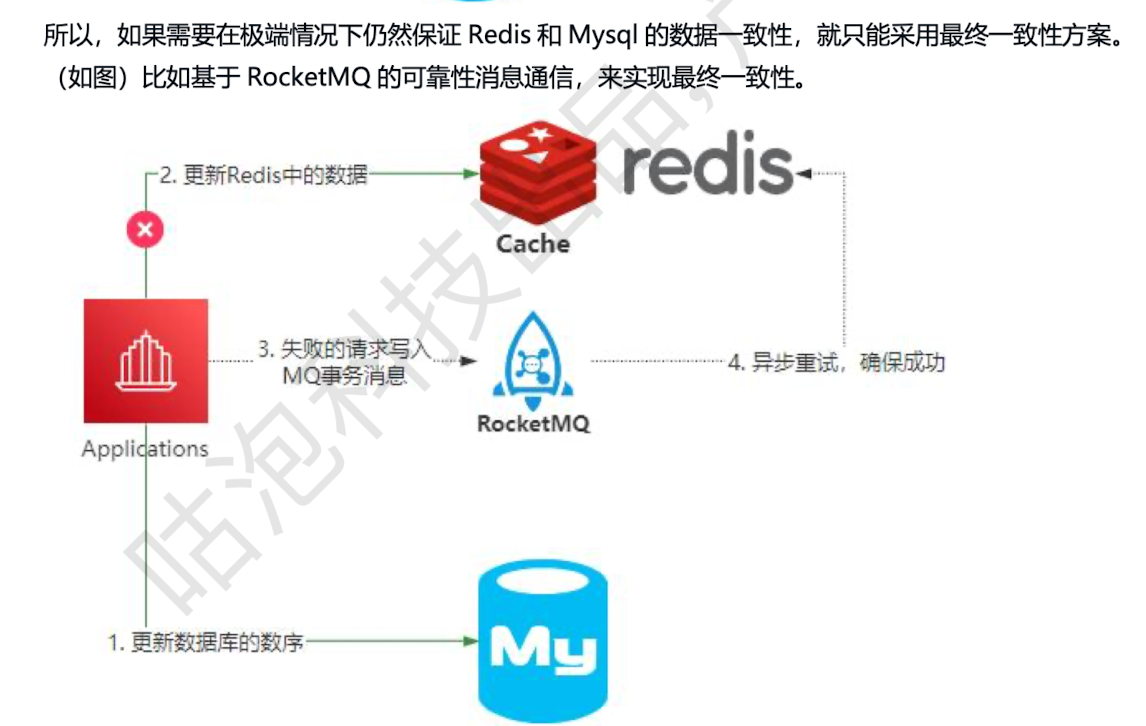 所以，如果需要在极端情况下仍然保证 Redis 和 Mysql 的数据一致性，就只能采用最终一致性方案。
（如图）比如基于 RocketMQ 的可靠性消息通信，来实现最终一致性。
2. 更新Redis中的数据
redis
Cache
3. 失败的请求写入
MQ事务消息
4. 异步重试，确保成功
RocketMQ
Applications
1. 更新数据库的数序
My
咕泡科技出品,